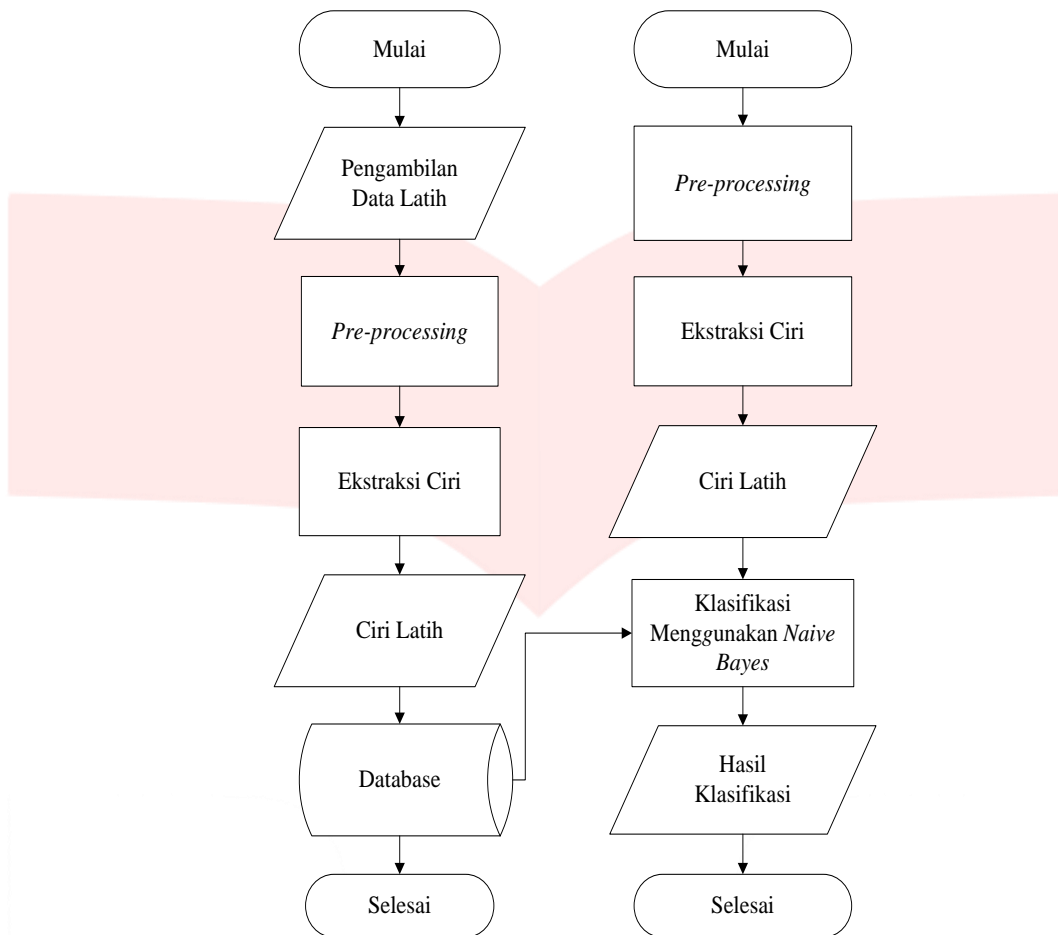 Mulai
Pengambilan
Data Latih
Pre-processing
Ekstraksi Ciri
Ciri Latih
Database
Selesai
Mulai
Pre-processing
Ekstraksi Ciri
Ciri Latih
Klasifikasi
Menggunakan Naive
Bayes
Hasil
Klasifikasi
Selesai